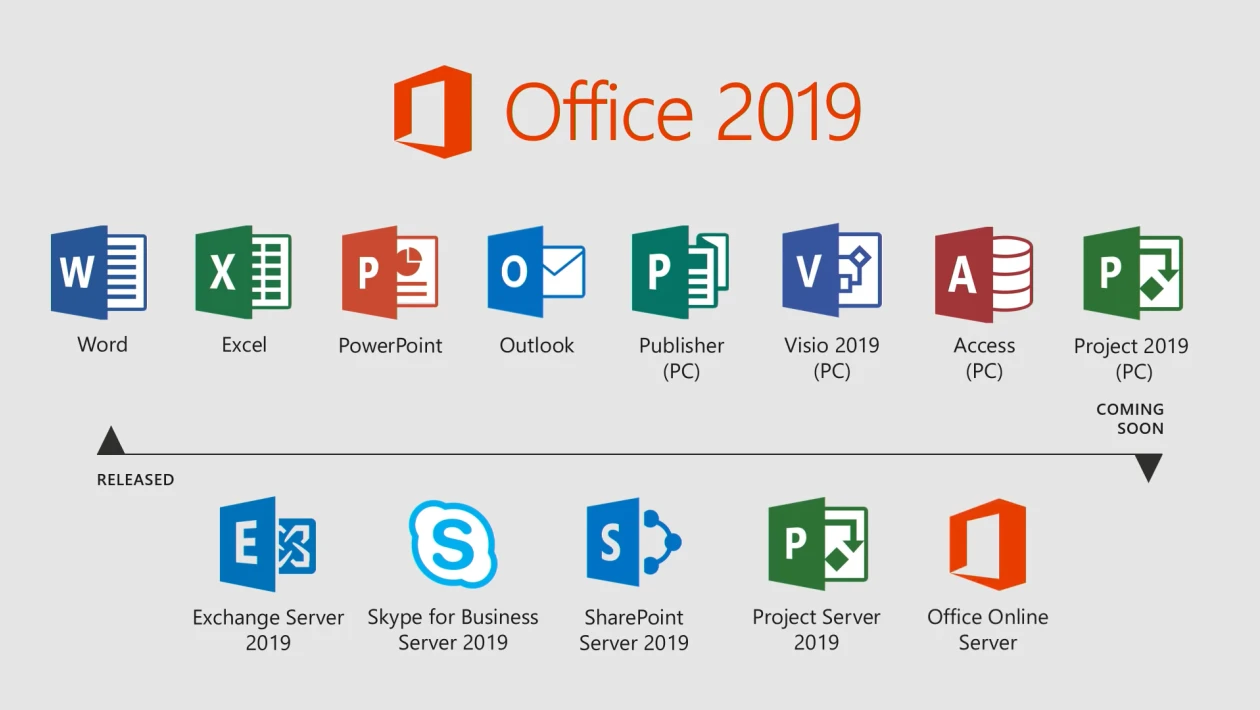 Office 2019
W
X
P
O
P
V
A
P
Word
Excel
PowerPoint
Outlook
Publisher
(PC)
Visio 2019
(PC)
Access
(PC)
Project 2019
(PC)
COMING
SOON
RELEASED
E
S
S
P
Exchange Server
2019
Skype for Business
Server 2019
SharePoint
Server 2019
Project Server
2019
Office Online
Server